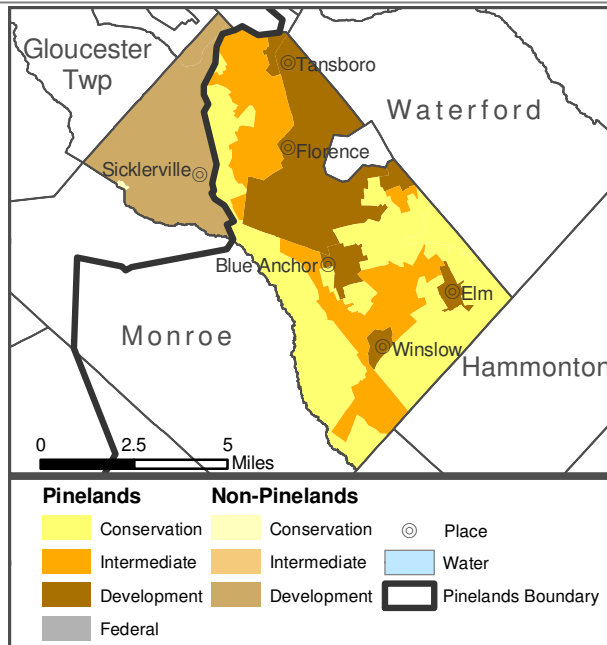 Gloucester
Twp
Tansboro
Waterford
Florence
Sicklerville
Blue Anchor
Elm
Monroe
Winslow
Hammonton
0 2.5 5
Miles
Pinelands Non-Pinelands
Conservation Conservation Place
Intermediate Intermediate Water
Development Development Pinelands Boundary
Federal